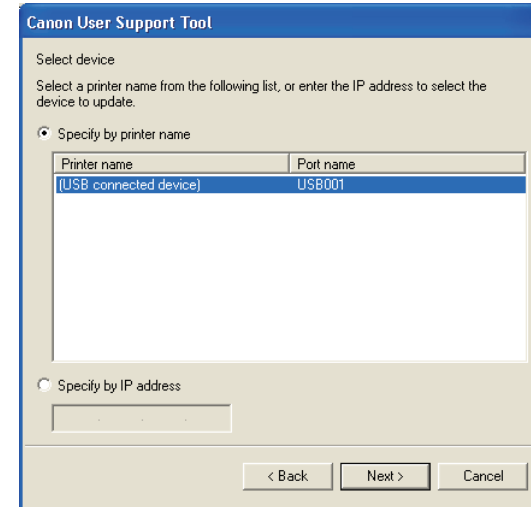 Canon User Support Tool
Select device
Select a printer name from the following list, or enter the IP address to select the
device to update.
Specify by printer name
Printer name Port name
(USB connected device) USB001
Specify by IP address
. . .
< Back Next > Cancel